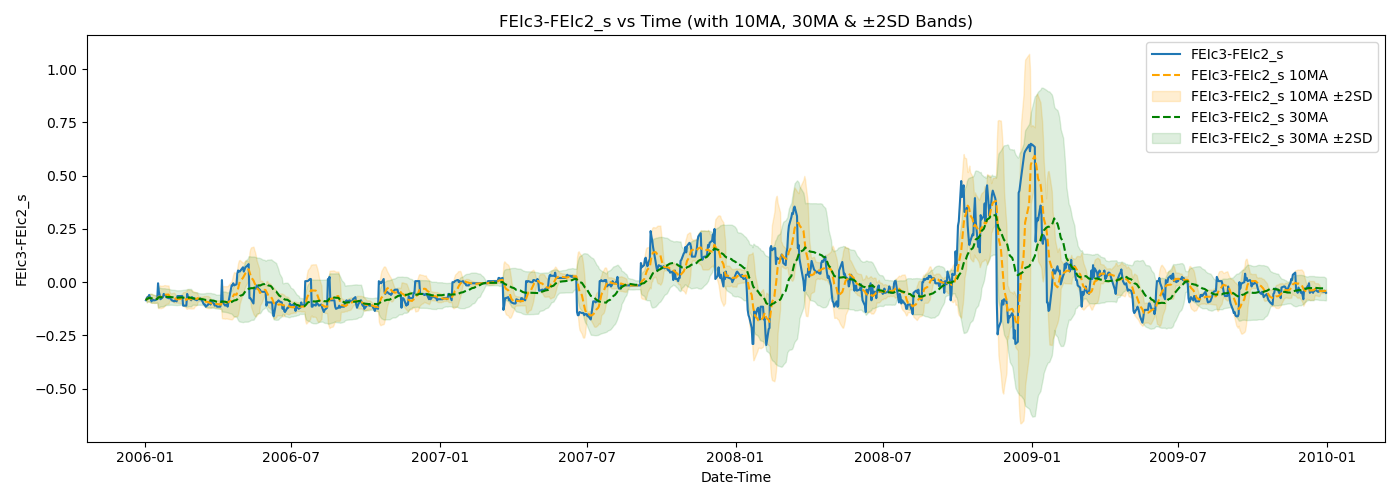 FEIc3-FEIc2_s vs Time (with 10MA, 30MA & ±2SD Bands)
FEIc3-FEIc2_s
1.00
0.75
0.50
0.25
0.00
−0.25
−0.50
FEIc3-FEIc2_s
FEIc3-FEIc2_s 10MA
FEIc3-FEIc2_s 10MA ±2SD
FEIc3-FEIc2_s 30MA
FEIc3-FEIc2_s 30MA ±2SD
2006-01 2006-07 2007-01 2007-07 2008-01 2008-07 2009-01 2009-07 2010-01
Date-Time